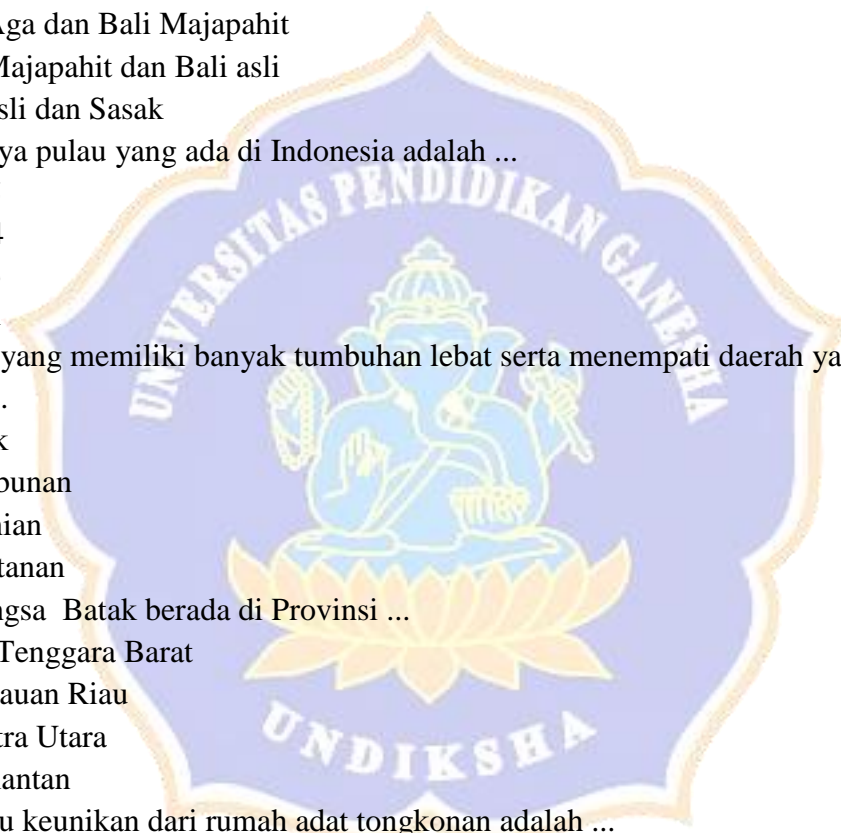 Aga dan Bali Majapahit
Majapahit dan Bali asli
sli dan Sasak
ya pulau yang ada di Indonesia adalah ...
UNIVERSITAS PENDIDIKAN GANESHA
yang memiliki banyak tumbuhan lebat serta menempati daerah ya
..
k
bunan
nian
tanan
ngsa Batak berada di Provinsi ...
Tenggara Barat
auan Riau
tra Utara
nantan
UNDIKSHA
u keunikan dari rumah adat tongkonan adalah ...